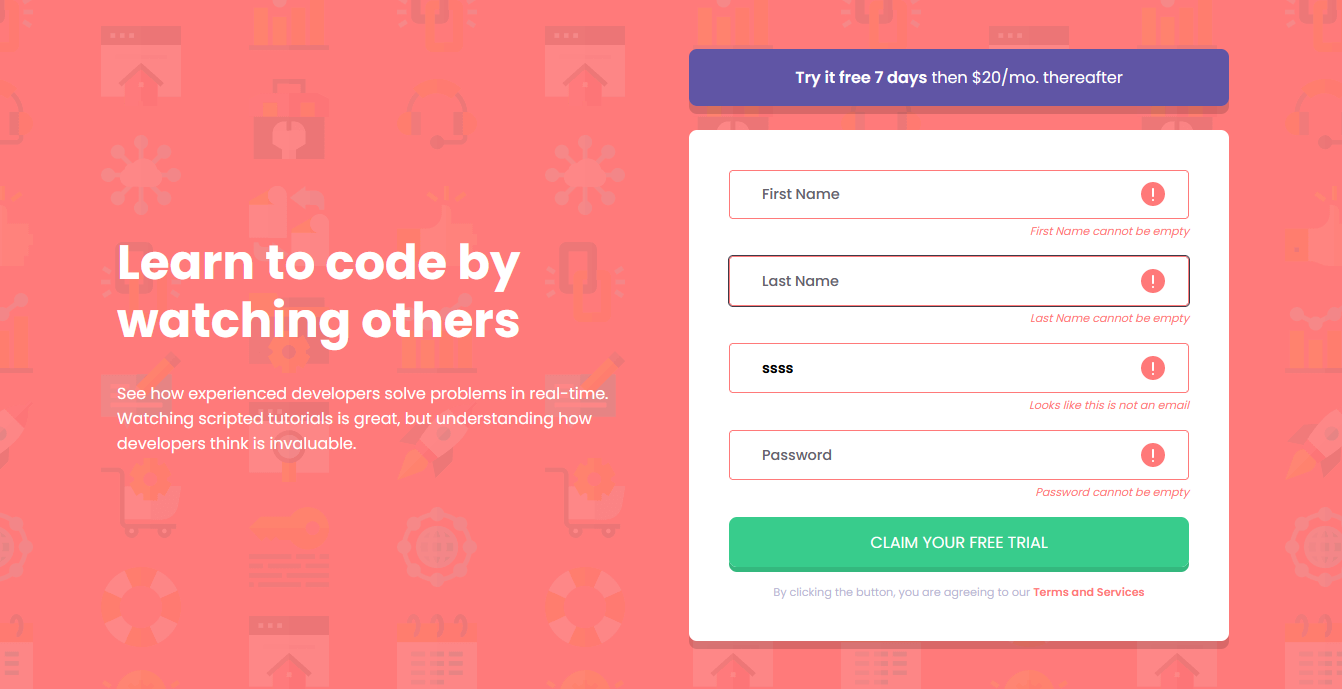 Try it free 7 days then $20/mo. thereafter
First Name
First Name cannot be empty
Last Name
Last Name cannot be empty
ssss
Looks like this is not an email
Password
Password cannot be empty
CLAIM YOUR FREE TRIAL
By clicking the button, you are agreeing to our Terms and Services
Learn to code by
watching others
See how experienced developers solve problems in real-time.
Watching scripted tutorials is great, but understanding how
developers think is invaluable.